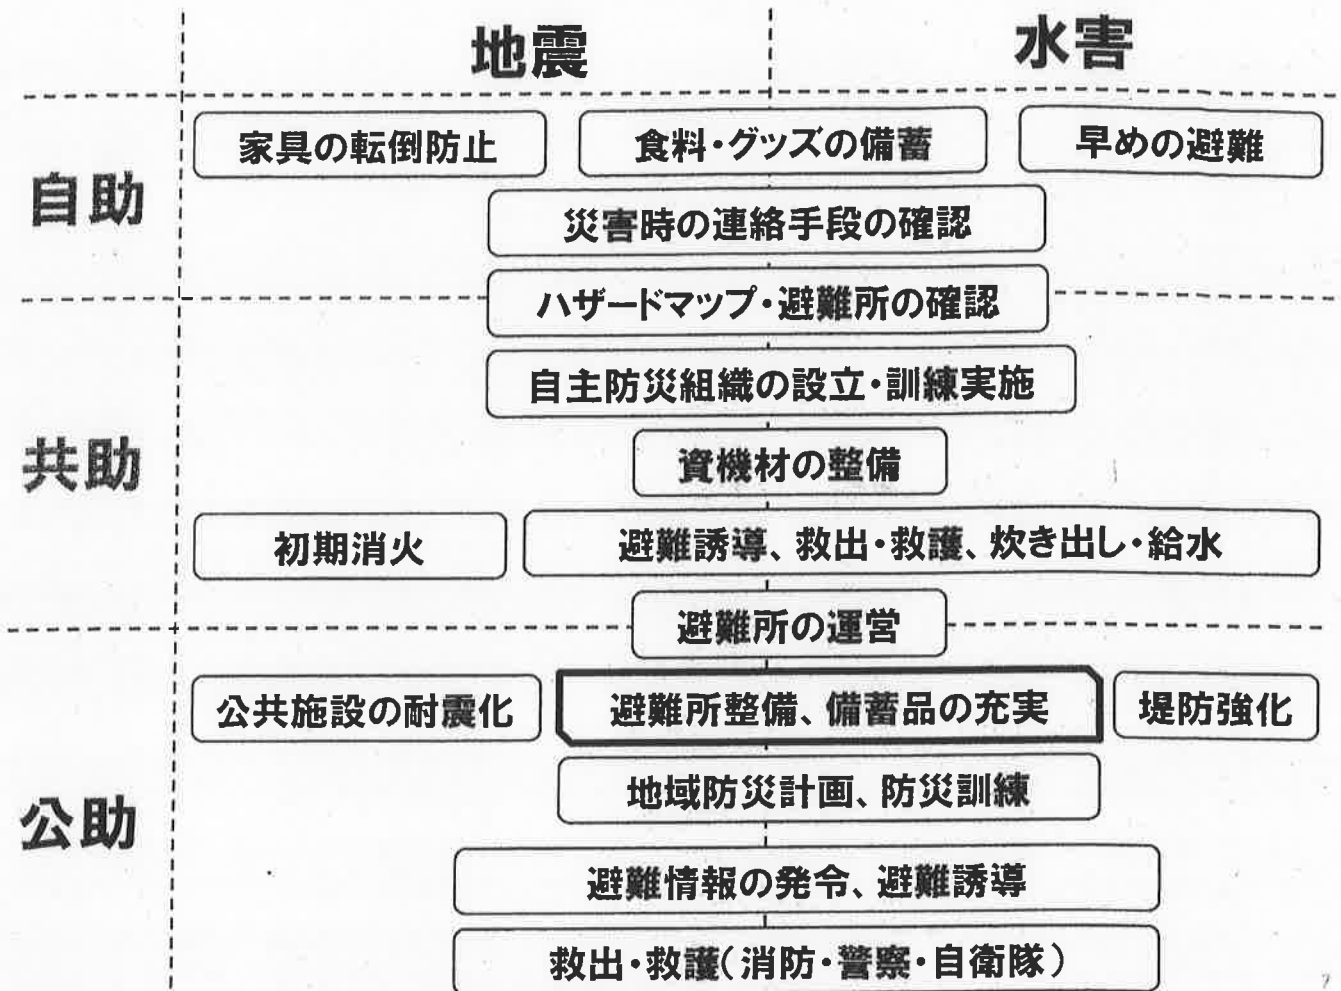 地震 水害
自助
家具の転倒防止 食料・グッズの備蓄 早めの避難
災害時の連絡手段の確認
ハザードマップ・避難所の確認
共助
自主防災組織の設立・訓練実施
資機材の整備
初期消火 避難誘導、救出・救護、炊き出し・給水
避難所の運営
公助
公共施設の耐震化 避難所整備、備蓄品の充実 堤防強化
地域防災計画、防災訓練
避難情報の発令、避難誘導
救出・救護(消防・警察・自衛隊)